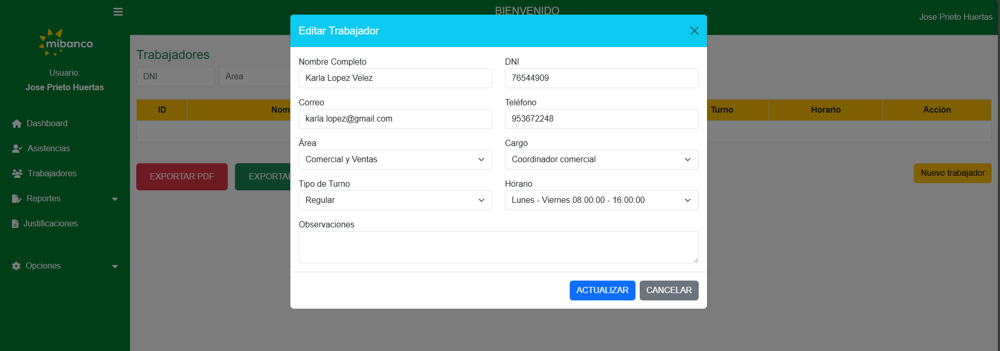 BIENVENIDO
Jose Prieto Huertas
mibanco
Usuario:
Jose Prieto Huertas
Dashboard
Asistencias
Trabajadores
Reportes
Justificaciones
Opciones
Trabajadores
DNI
Área
ID
Nom
Turno
Horario
Acción
EXPORTAR PDF
EXPORTAR
Nuevo trabajador
Editar Trabajador
Nombre Completo
DNI
Karla Lopez Velez
76544909
Correo
Teléfono
karla.lopez@gmail.com
953672248
Área
Cargo
Comercial y Ventas
Coordinador comercial
Tipo de Turno
Horario
Regular
Lunes - Viernes 08:00:00 - 16:00:00
Observaciones
ACTUALIZAR
CANCELAR